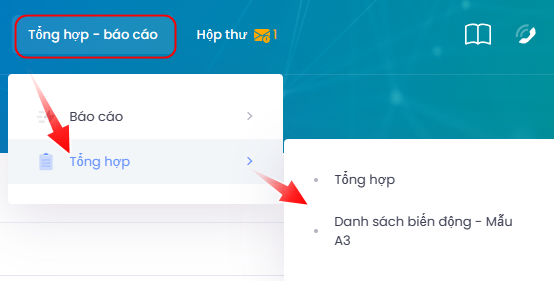 Tổng hợp - báo cáo
Hộp thư 1
Báo cáo
Tổng hợp
Tổng hợp
Danh sách biến động - Mẫu
A3